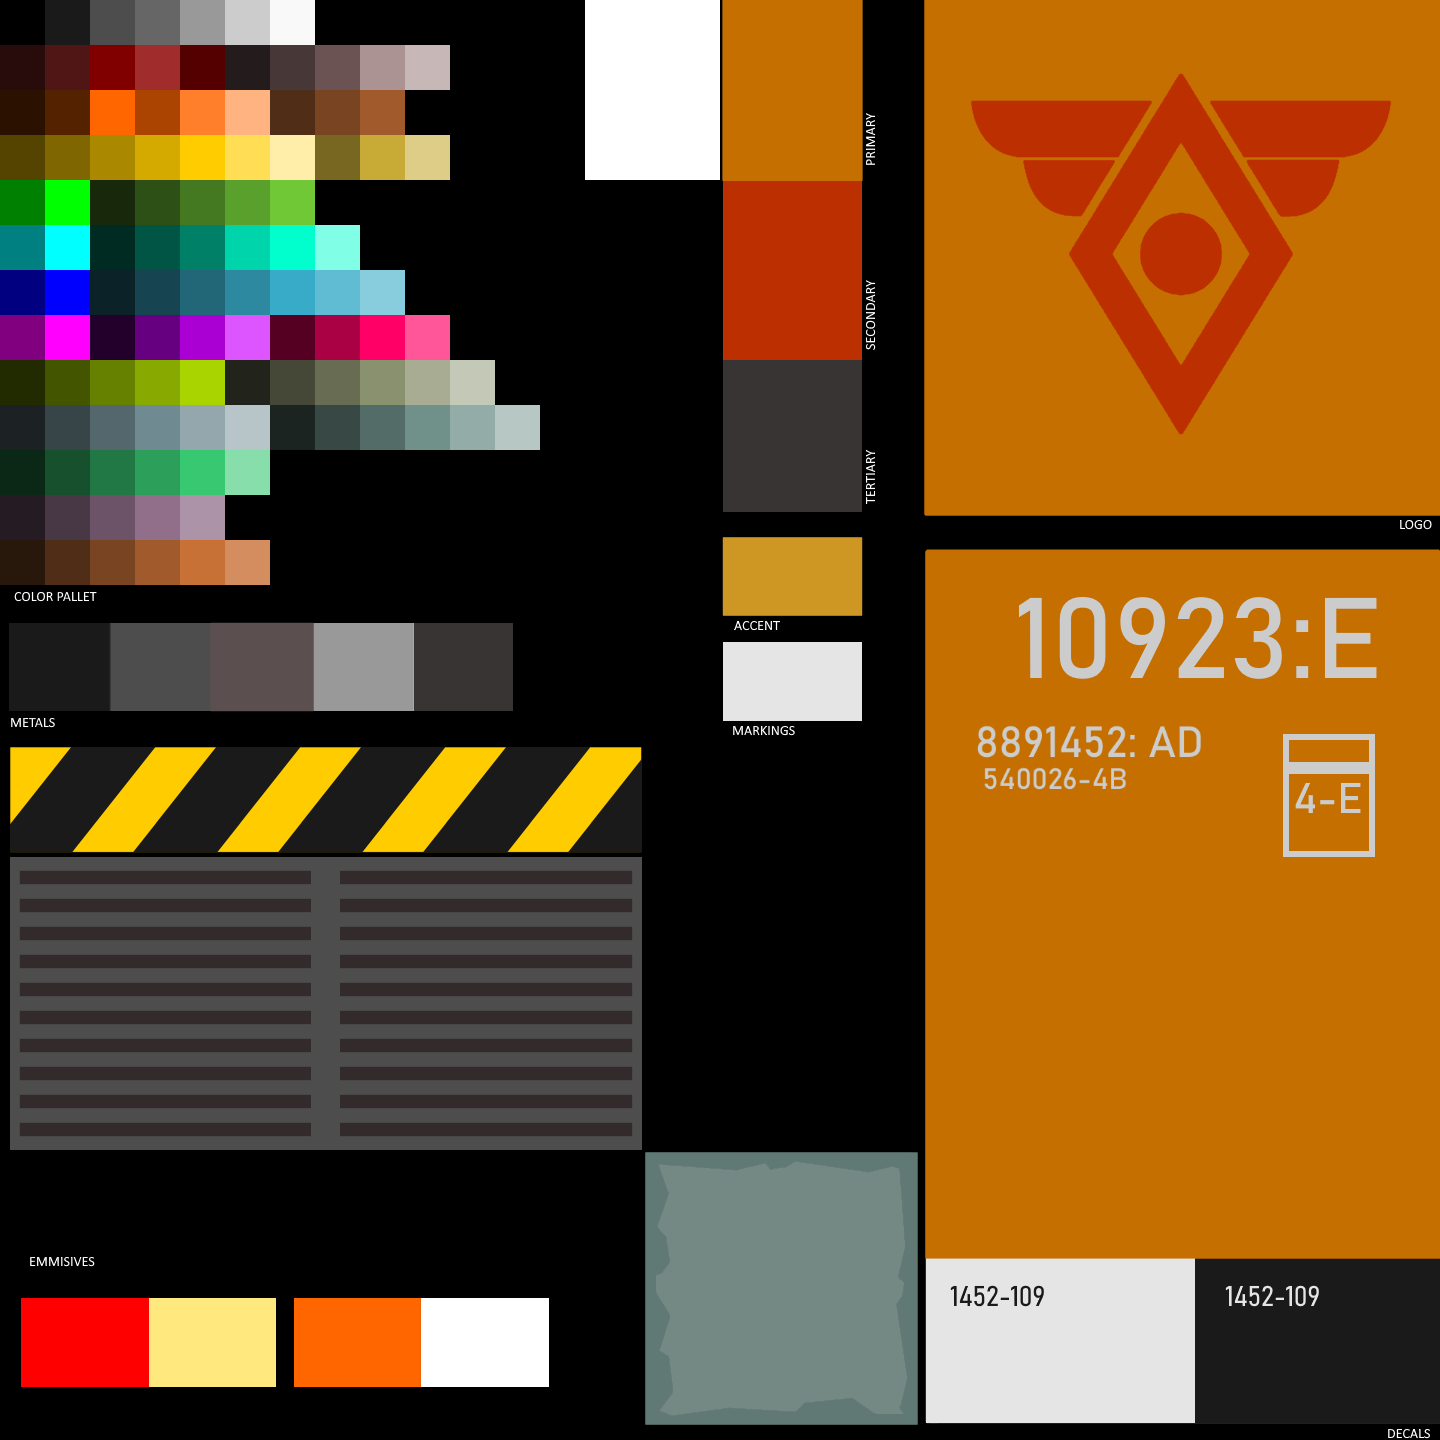 PRIMARY
SECONDARY
TERTIARY
LOGO
COLOR PALLET
ACCENT
METALS
MARKINGS
10923:E
8891452: AD
540026-4B
4-E
EMMISIVES
1452-109
1452-109
DECALS